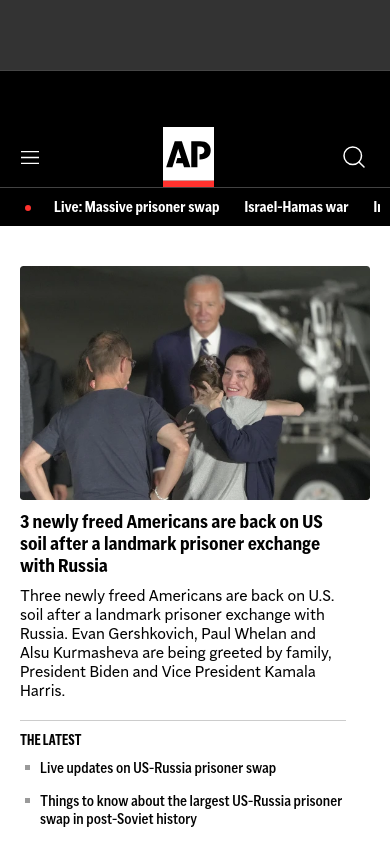 AP
Live: Massive prisoner swap Israel-Hamas war
3 newly freed Americans are back on US
soil after a landmark prisoner exchange
with Russia
Three newly freed Americans are back on U.S.
soil after a landmark prisoner exchange with
Russia. Evan Gershkovich, Paul Whelan and
Alsu Kurmasheva are being greeted by family,
President Biden and Vice President Kamala
Harris.
THE LATEST
Live updates on US-Russia prisoner swap
Things to know about the largest US-Russia prisoner
swap in post-Soviet history